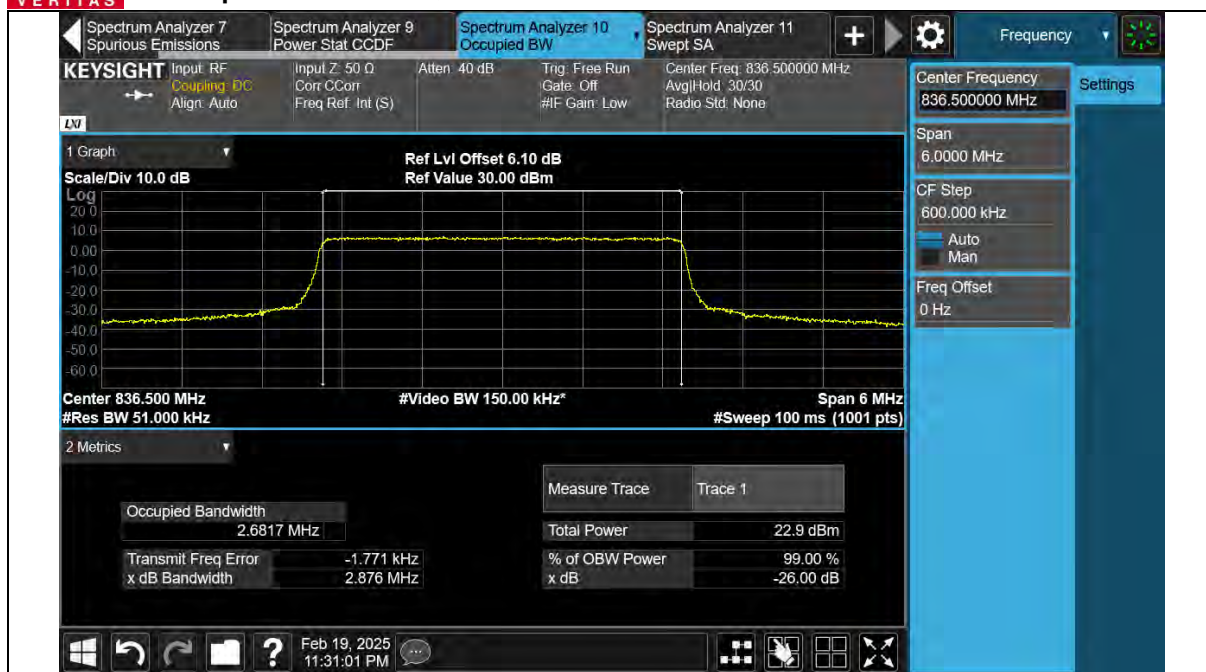 VERITAS
Spectrum Analyzer 7
Spurious Emissions
Spectrum Analyzer 9
Power Stat CCDF
Spectrum Analyzer 10
Occupied BW
Spectrum Analyzer 11
Swept SA
Frequency
KEYSIGHT
Input: RF
Coupling: DC
Align: Auto
Input Z: 50 Ω
Corr CCorr
Freq Ref: Int (S)
Atten: 40 dB
Trig: Free Run
Gate: Off
#IF Gain: Low
Center Freq: 836.500000 MHz
Avg|Hold: 30/30
Radio Std: None
LXI
Center Frequency
836.500000 MHz
Settings
Span
6.0000 MHz
CF Step
600.000 kHz
Auto
Man
Freq Offset
0 Hz
1 Graph
Scale/Div 10.0 dB
Ref Lvl Offset 6.10 dB
Ref Value 30.00 dBm
Log
20.0
10.0
0.00
-10.0
-20.0
-30.0
-40.0
-50.0
-60.0
Center 836.500 MHz
#Video BW 150.00 kHz*
Span 6 MHz
#Res BW 51.000 kHz
#Sweep 100 ms (1001 pts)
2 Metrics
Measure Trace Trace 1
Occupied Bandwidth
2.6817 MHz
Total Power 22.9 dBm
Transmit Freq Error -1.771 kHz
% of OBW Power 99.00 %
x dB Bandwidth 2.876 MHz
x dB -26.00 dB
Feb 19, 2025
11:31:01 PM